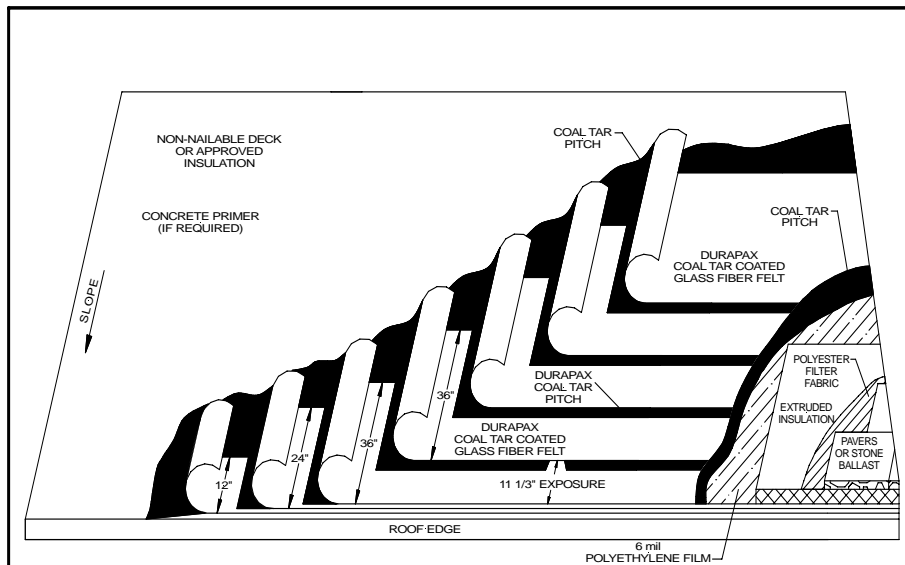 NON-NAILABLE DECK
OR APPROVED
INSULATION
CONCRETE PRIMER
(IF REQUIRED)
SLOPE
COAL TAR
PITCH
COAL TAR
PITCH
DURAPAX
COAL TAR COATED
GLASS FIBER FELT
POLYESTER
FILTER
FABRIC
EXTRUDED
INSULATION
PAVERS
OR STONE
BALLAST
DURAPAX
COAL TAR
PITCH
DURAPAX
COAL TAR COATED
GLASS FIBER FELT
12"
24"
36"
36"
11 1/3" EXPOSURE
ROOF EDGE
6 mil
POLYETHYLENE FILM